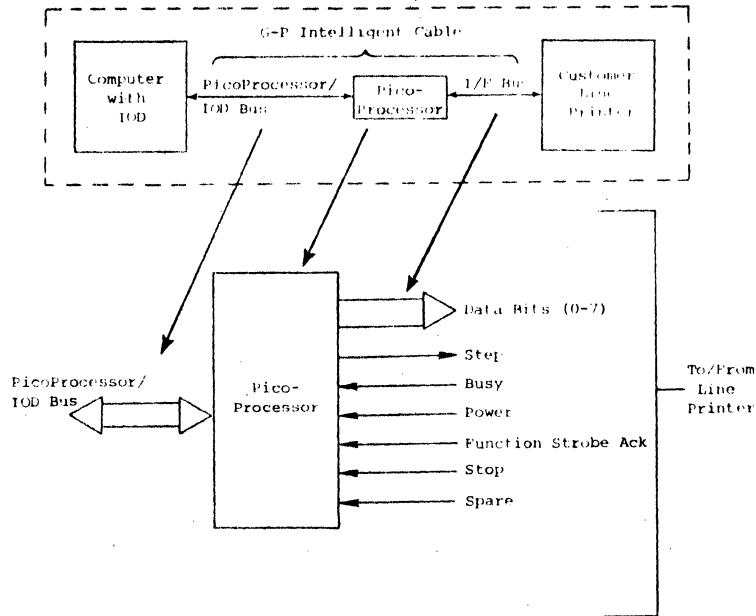 G-P Intelligent Cable
Computer
with
IOD
PicoProcessor/
IOD Bus
Pico-
Processor
I/F Bus
Customer
Line
Printer
Data Bits (0-7)
Step
Busy
Power
Function Strobe Ack
Stop
Spare
PicoProcessor/
IOD Bus
Pico-
Processor
To/From
Line
Printer